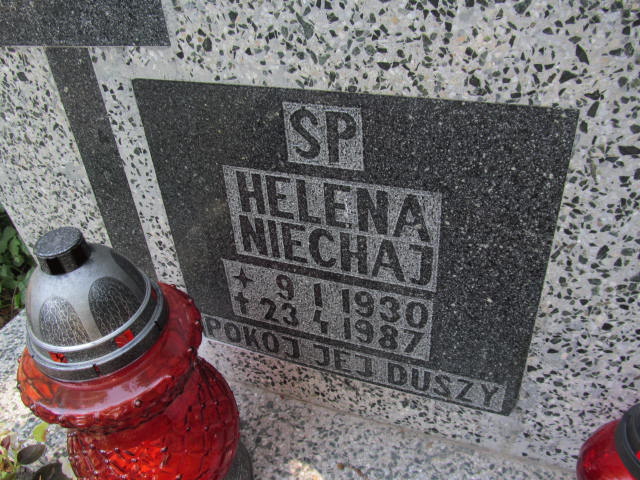 SP
HELENA
NIECHAJ
9 I 1930
✝ 23 4 1987
POKÓJ JEJ DUSZY